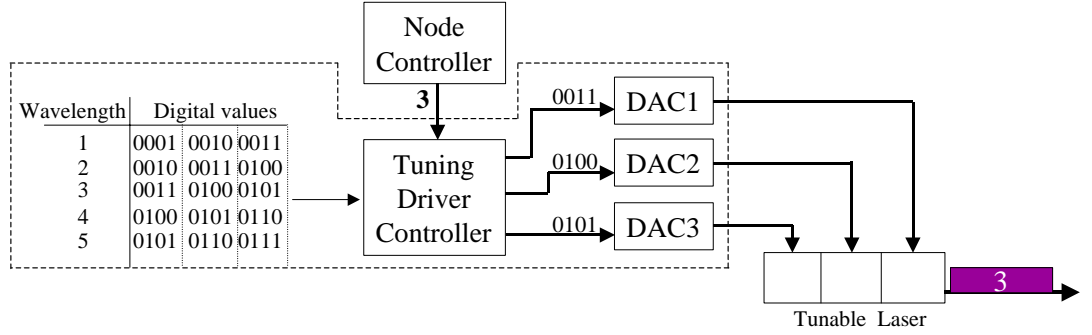 Node
Controller
3
Wavelength Digital values
1 0001 0010 0011
2 0010 0011 0100
3 0011 0100 0101
4 0100 0101 0110
5 0101 0110 0111
Tuning
Driver
Controller
0011
DAC1
0100
DAC2
0101
DAC3
3
Tunable Laser